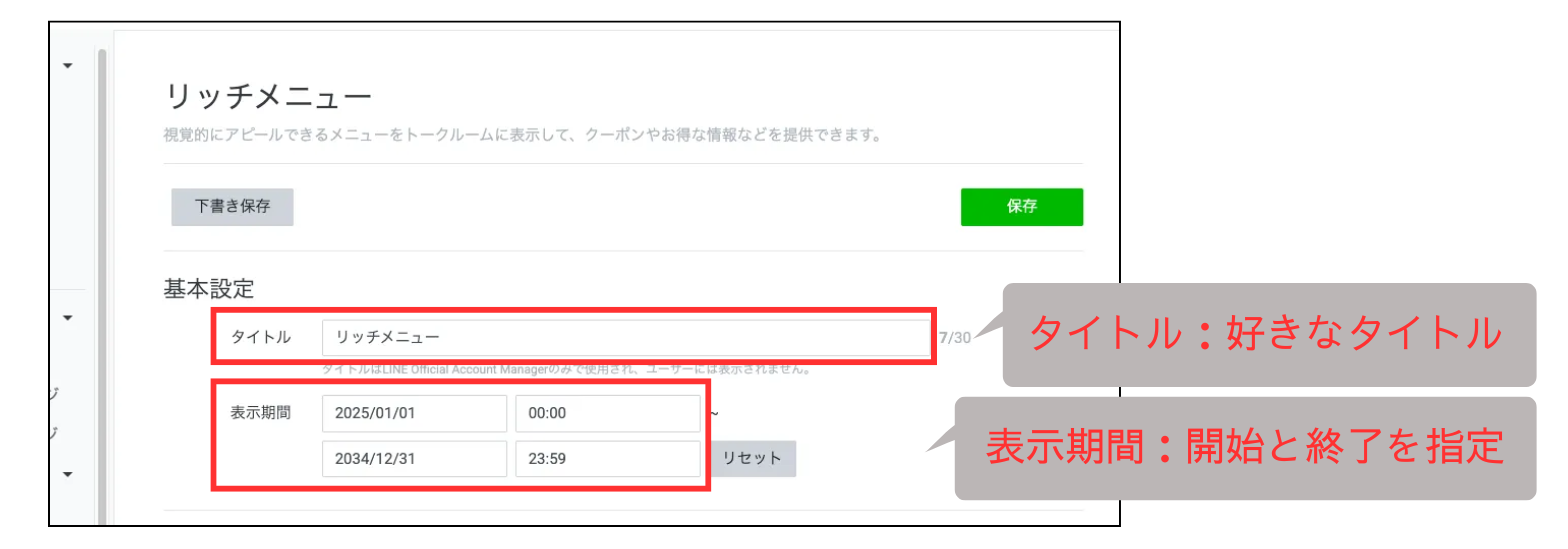 リッチメニュー
視覚的にアピールできるメニューをトークルームに表示して、クーポンやお得な情報などを提供できます。
下書き保存
保存
基本設定
タイトル リッチメニュー 7/30
タイトル：好きなタイトル
タイトルはLINE Official Account Managerのみで使用され、ユーザーには表示されません。
ジ
表示期間 2025/01/01 00:00 ~
ジ
表示期間：開始と終了を指定
2034/12/31 23:59 リセット